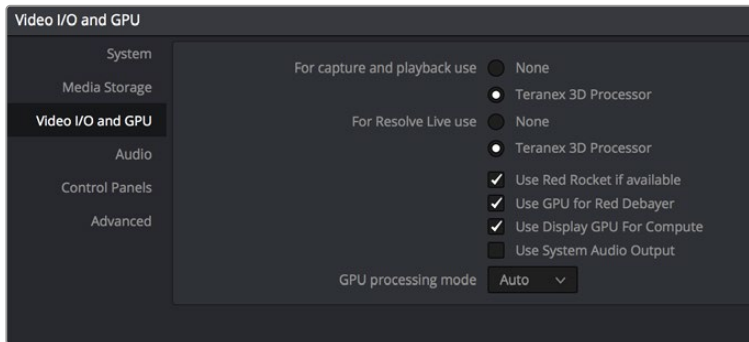 Video I/O and GPU
System
Media Storage
Video I/O and GPU
Audio
Control Panels
Advanced
For capture and playback use
None
Teranex 3D Processor
For Resolve Live use
None
Teranex 3D Processor
Use Red Rocket if available
Use GPU for Red Debayer
Use Display GPU For Compute
Use System Audio Output
GPU processing mode
Auto